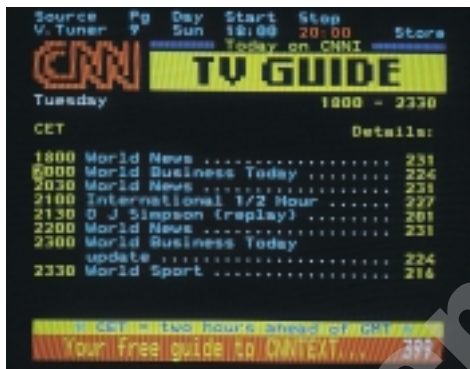 Source Pg Day Start Stop
V.Tuner 9 Sun 18:00 20:00 Store
Today on CNNI
CNN TV GUIDE
Tuesday 1800 - 2330
CET Details:
1800 World News .................. 231
2000 World Business Today ......... 224
2030 World News .................. 231
2100 International 1/2 Hour ...... 227
2130 O J Simpson (replay) ........ 201
2200 World News .................. 231
2300 World Business Today
update ...................... 224
2330 World Sport ................. 216
CET = two hours ahead of GMT
Your free guide to CNNTEXT... 399